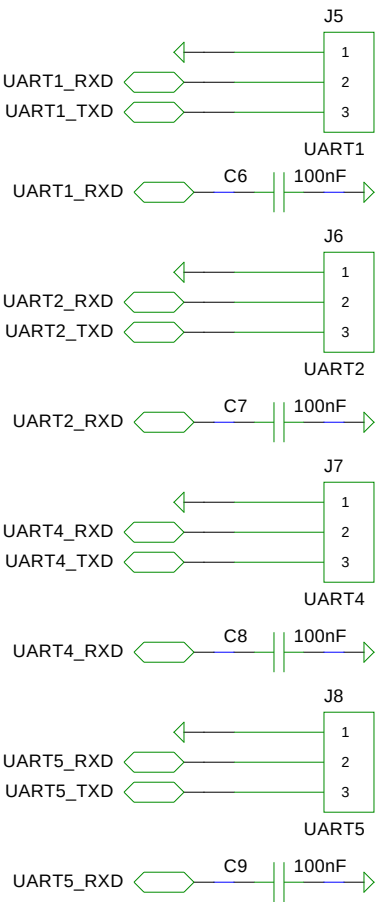 J5
1
UART1_RXD 2
UART1_TXD 3
UART1
UART1_RXD C6 100nF
J6
1
UART2_RXD 2
UART2_TXD 3
UART2
UART2_RXD C7 100nF
J7
1
UART4_RXD 2
UART4_TXD 3
UART4
UART4_RXD C8 100nF
J8
1
UART5_RXD 2
UART5_TXD 3
UART5
UART5_RXD C9 100nF